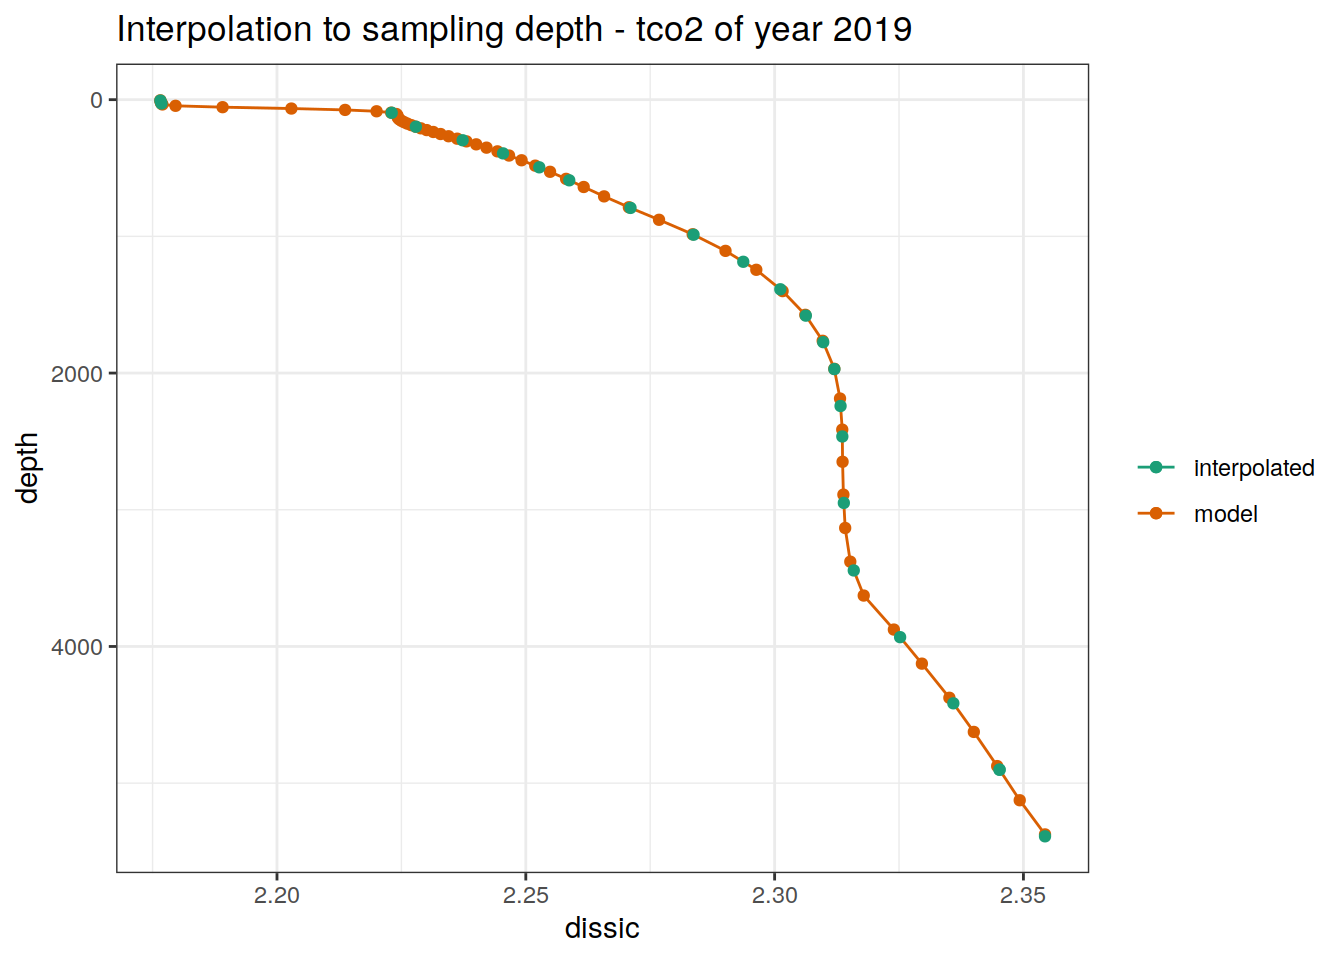 Interpolation to sampling depth - tco2 of year 2019
0
2000
4000
depth
2.20
2.25
2.30
2.35
dissic
interpolated
model